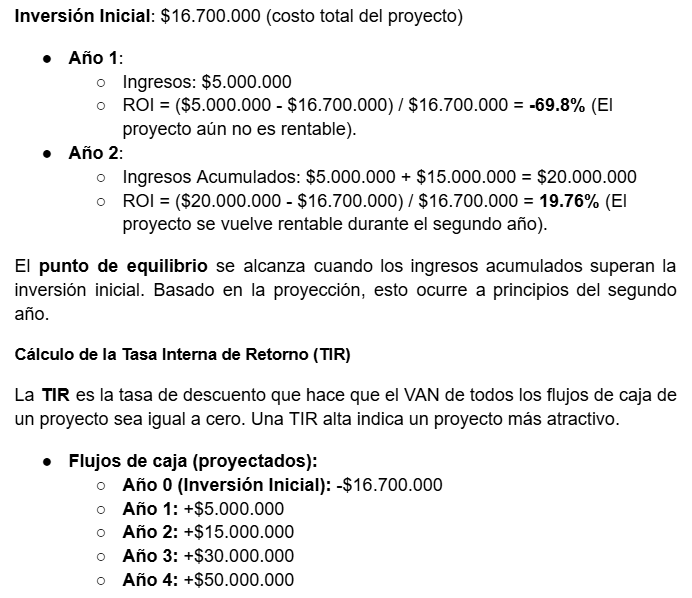 Inversión Inicial: $16.700.000 (costo total del proyecto)
● Año 1:
○ Ingresos: $5.000.000
○ ROI = ($5.000.000 - $16.700.000) / $16.700.000 = -69.8% (El
proyecto aún no es rentable).
● Año 2:
○ Ingresos Acumulados: $5.000.000 + $15.000.000 = $20.000.000
○ ROI = ($20.000.000 - $16.700.000) / $16.700.000 = 19.76% (El
proyecto se vuelve rentable durante el segundo año).
El punto de equilibrio se alcanza cuando los ingresos acumulados superan la
inversión inicial. Basado en la proyección, esto ocurre a principios del segundo
año.
Cálculo de la Tasa Interna de Retorno (TIR)
La TIR es la tasa de descuento que hace que el VAN de todos los flujos de caja de
un proyecto sea igual a cero. Una TIR alta indica un proyecto más atractivo.
● Flujos de caja (proyectados):
○ Año 0 (Inversión Inicial): -$16.700.000
○ Año 1: +$5.000.000
○ Año 2: +$15.000.000
○ Año 3: +$30.000.000
○ Año 4: +$50.000.000